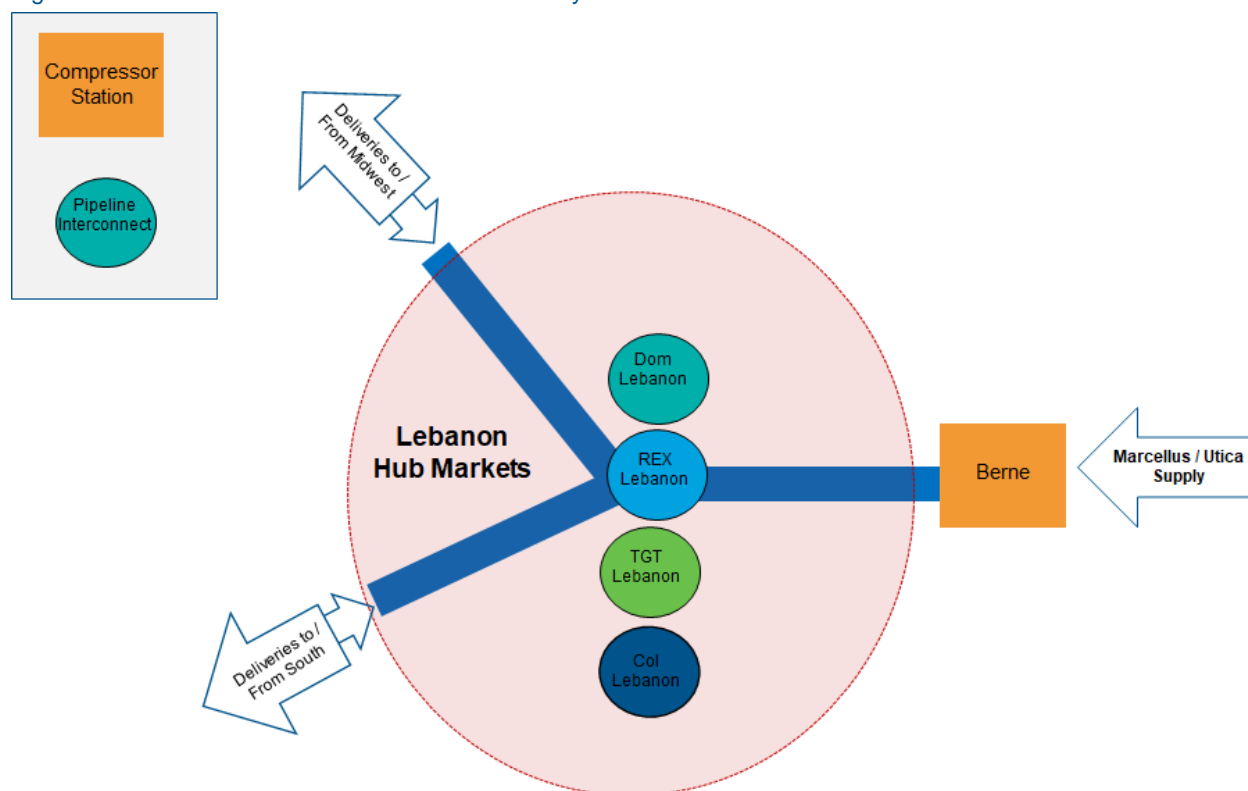 Compressor
Station
Pipeline
Interconnect
Deliveries to /
From Midwest
Dom
Lebanon
Lebanon
Hub Markets
REX
Lebanon
Berne
Marcellus / Utica
Supply
TGT
Lebanon
Deliveries to /
From South
Col
Lebanon